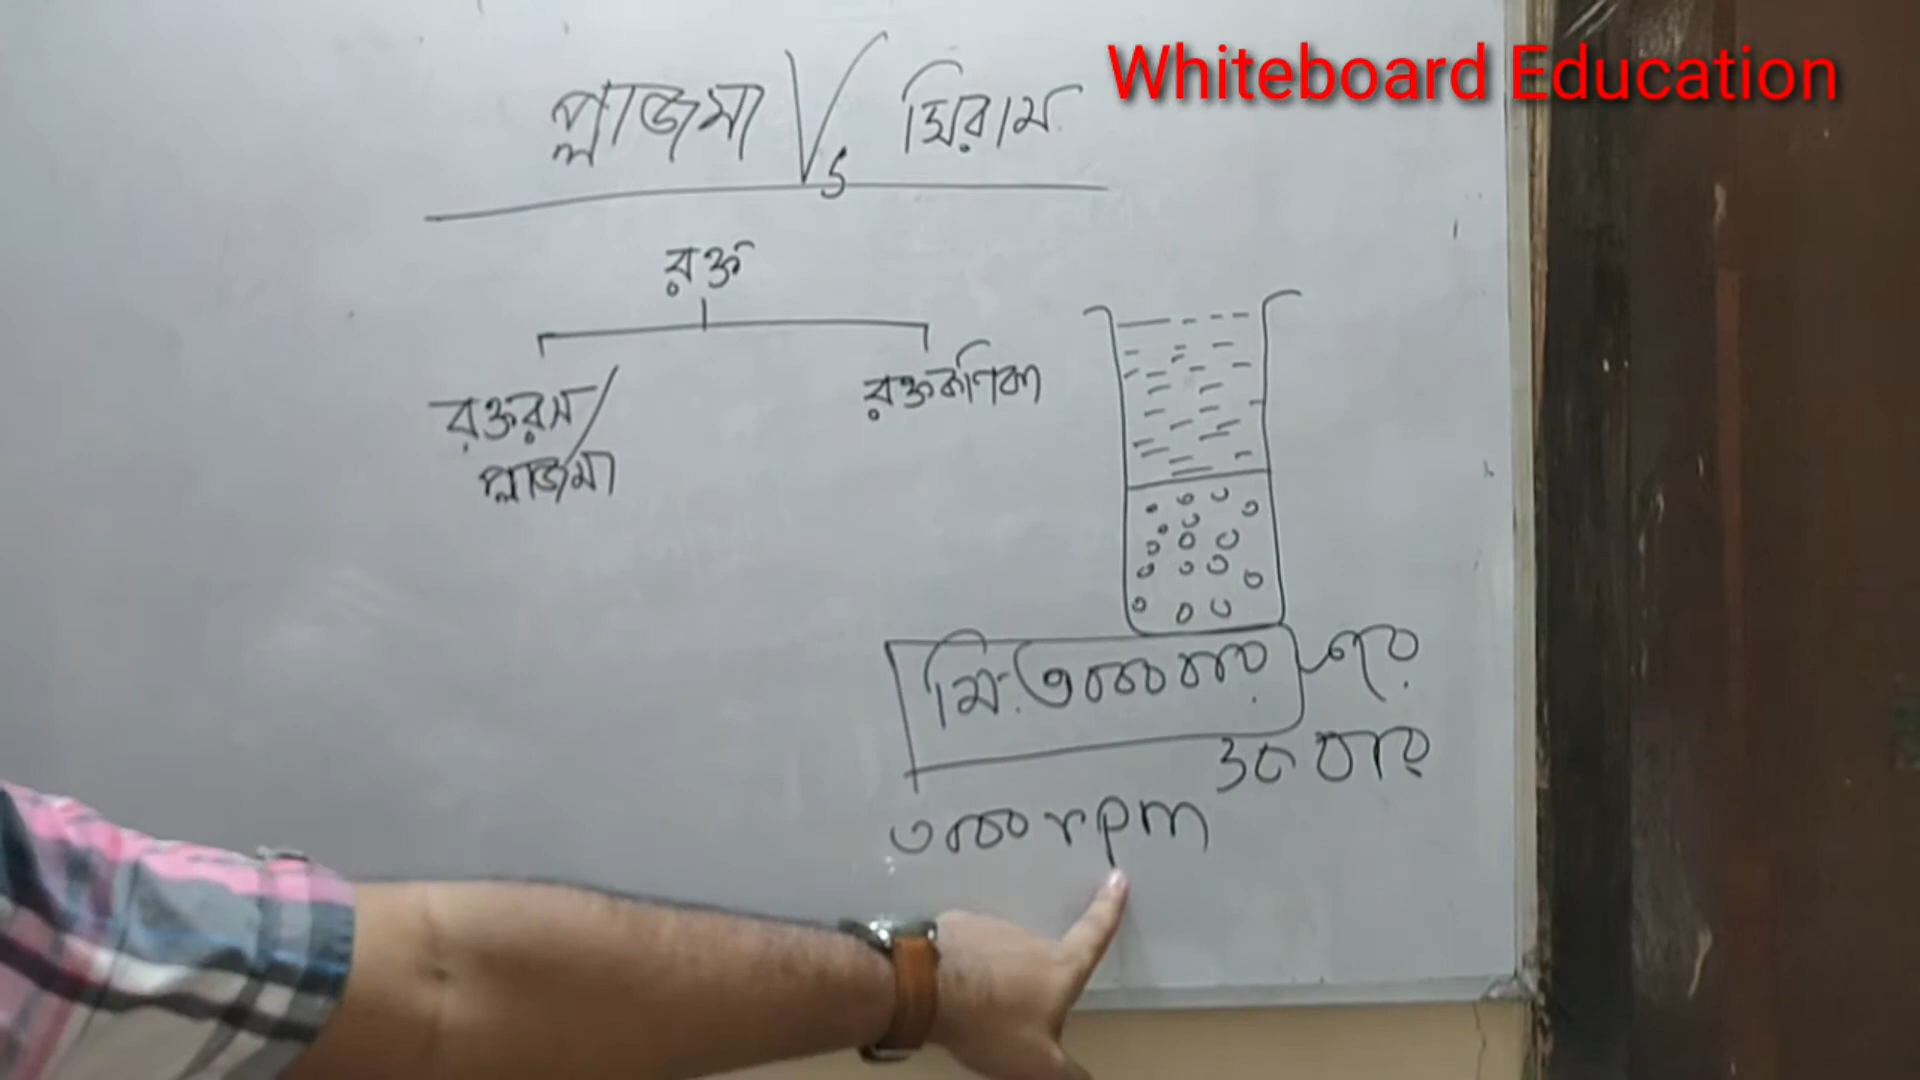 Whiteboard Education
প্লাজমা Vs সিরাম
রক্ত
রক্তরস/
প্লাজমা
রক্তকণিকা
মি. ৩০০০ বার
৩০০০ rpm